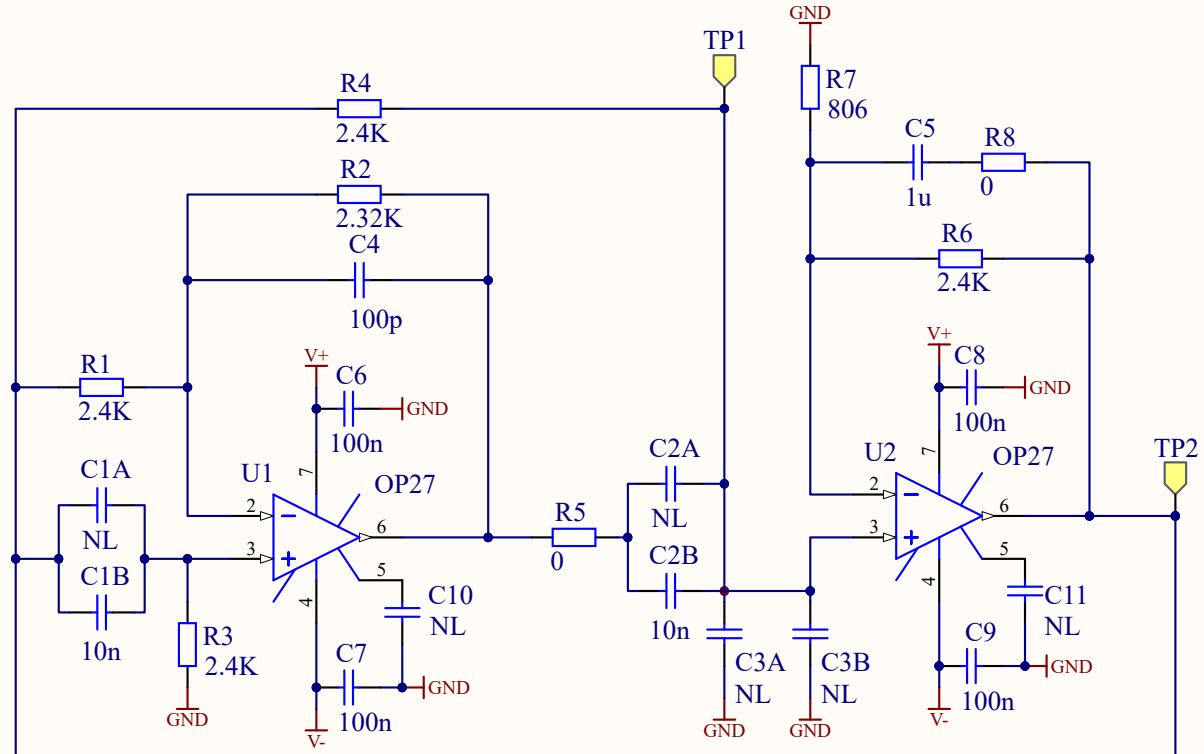 GND
TP1
R4
2.4K
R7
806
C5
1u
R8
0
R2
2.32K
C4
100p
R6
2.4K
V+
C6
GND
100n
V+
C8
GND
100n
R1
2.4K
C1A
NL
C1B
10n
U1
OP27
7
2
3
6
5
4
R3
2.4K
GND
C10
NL
C7
100n
GND
V-
R5
0
C2A
NL
C2B
10n
C3A
NL
GND
C3B
NL
GND
U2
OP27
7
2
3
6
5
4
TP2
C11
NL
C9
100n
GND
V-